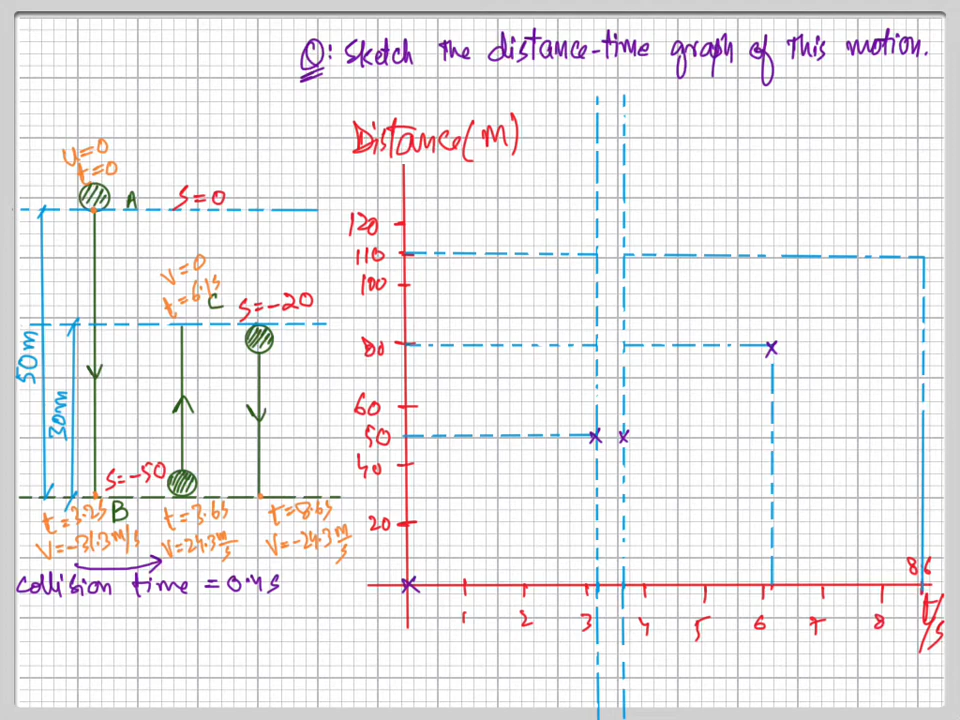 Q: Sketch the distance-time graph of This motion.
Distance(M)
u=0
t=0
A
S=0
V=0
t=6.1s
C
S=-20
50m
30m
S=-50
B
t=3.2s
V=-31.3m/s
t=3.6s
V=24.3m/s
t=8.6s
V=-24.3m/s
collision time = 0.4s
120
110
100
80
60
50
40
20
1
2
3
4
5
6
7
8
8.6
t/s